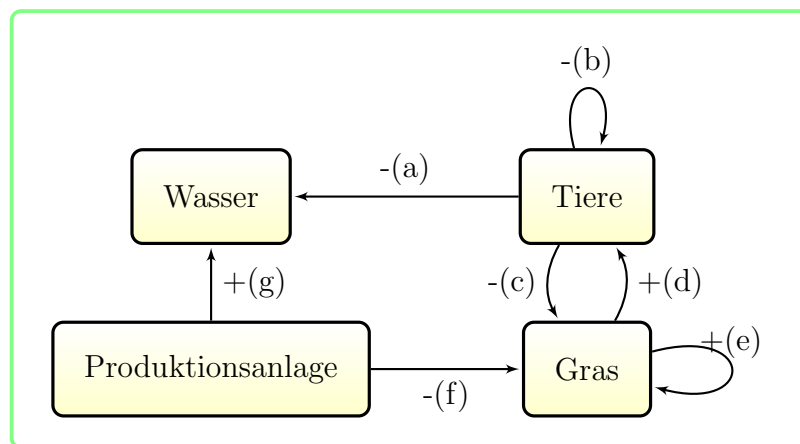 -(b)
-(a)
Wasser
Tiere
+(g)
-(c)
+(d)
+(e)
Produktionsanlage
Gras
-(f)